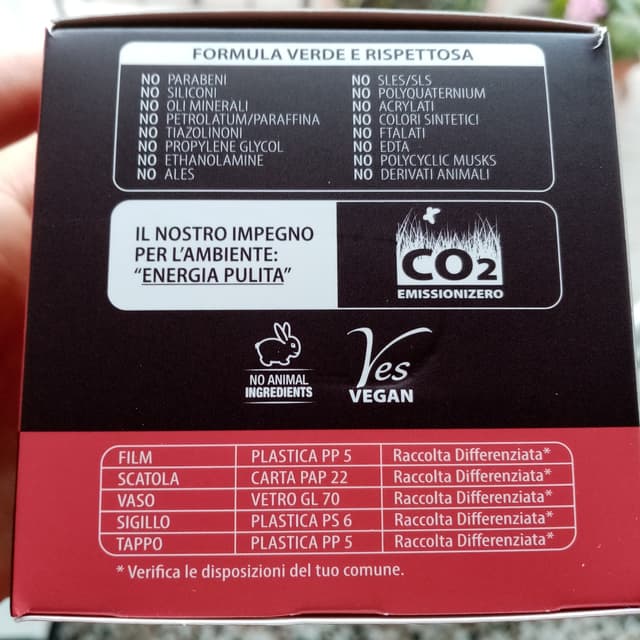 FORMULA VERDE E RISPETTOSA
NO PARABENI
NO SILICONI
NO OLI MINERALI
NO PETROLATUM/PARAFFINA
NO TIAZOLINONI
NO PROPYLENE GLYCOL
NO ETHANOLAMINE
NO ALES
NO SLES/SLS
NO POLYQUATERNIUM
NO ACRYLATI
NO COLORI SINTETICI
NO FTALATI
NO EDTA
NO POLYCYCLIC MUSKS
NO DERIVATI ANIMALI
IL NOSTRO IMPEGNO
PER L'AMBIENTE:
“ENERGIA PULITA”
CO2
EMISSIONIZERO
NO ANIMAL
INGREDIENTS
Yes
VEGAN
FILM PLASTICA PP 5 Raccolta Differenziata*
SCATOLA CARTA PAP 22 Raccolta Differenziata*
VASO VETRO GL 70 Raccolta Differenziata*
SIGILLO PLASTICA PS 6 Raccolta Differenziata*
TAPPO PLASTICA PP 5 Raccolta Differenziata*
* Verifica le disposizioni del tuo comune.